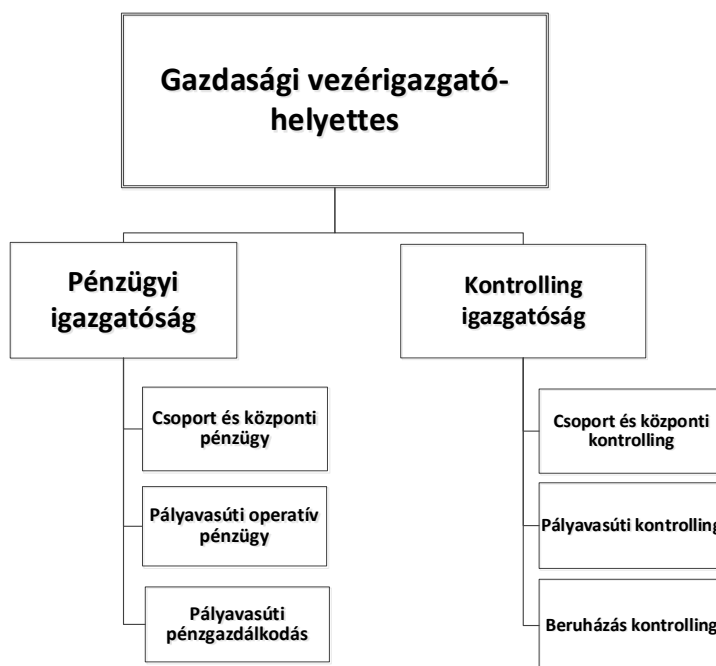 Gazdasági vezérigazgató-
helyettes
Pénzügyi
igazgatóság
Csoport és központi
pénzügy
Pályavasúti operatív
pénzügy
Pályavasúti
pénzgazdálkodás
Kontrolling
igazgatóság
Csoport és központi
kontrolling
Pályavasúti kontrolling
Beruházás kontrolling